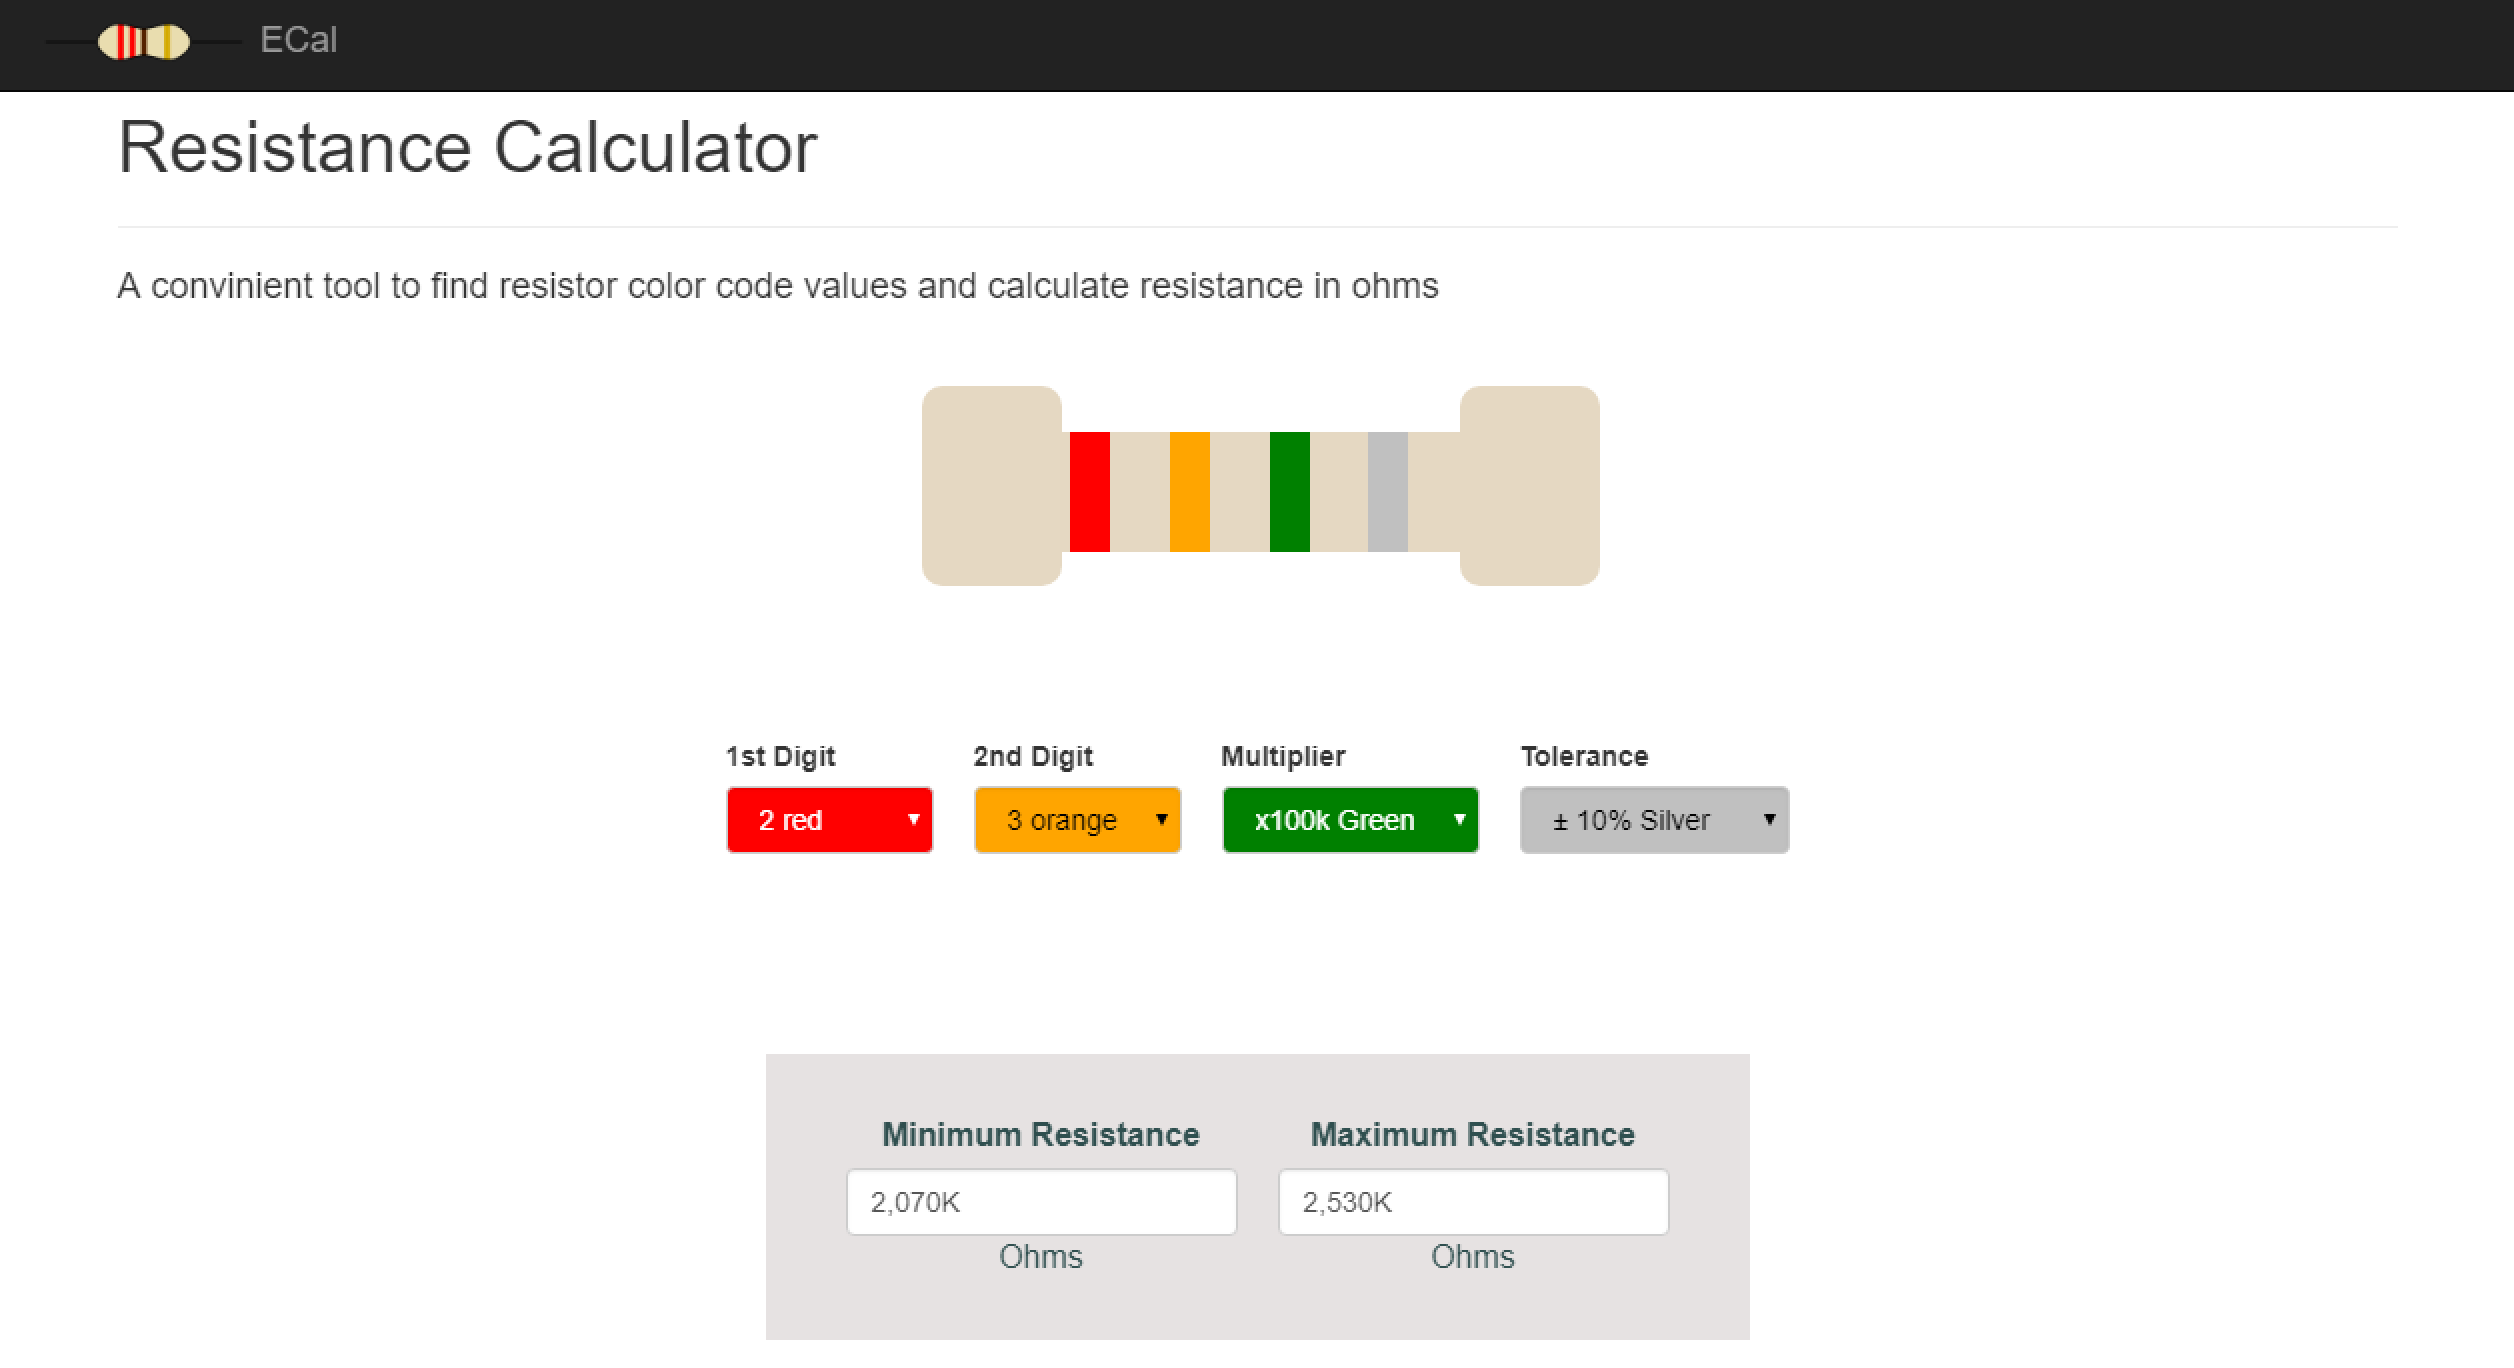 ECal
Resistance Calculator
A convinient tool to find resistor color code values and calculate resistance in ohms
1st Digit 2nd Digit Multiplier Tolerance
2 red 3 orange x100k Green ± 10% Silver
Minimum Resistance Maximum Resistance
2,070K 2,530K
Ohms Ohms